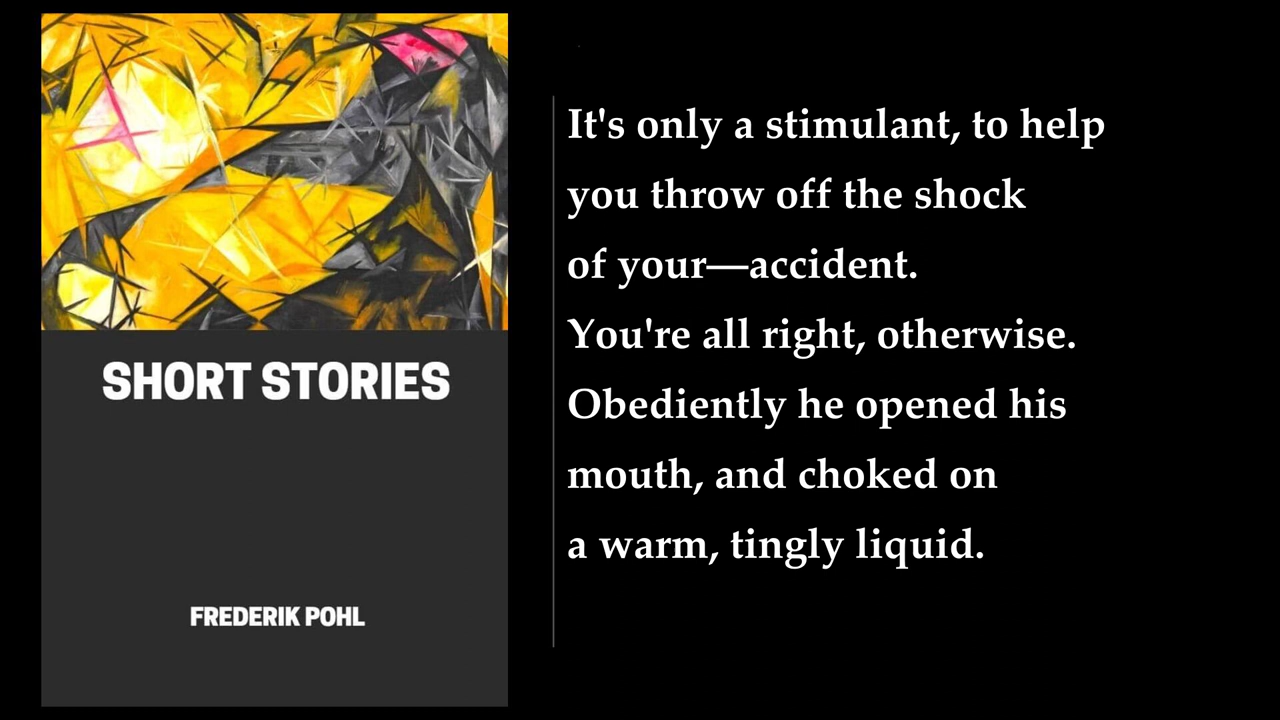 SHORT STORIES
FREDERIK POHL
It's only a stimulant, to help
you throw off the shock
of your—accident.
You're all right, otherwise.
Obediently he opened his
mouth, and choked on
a warm, tingly liquid.